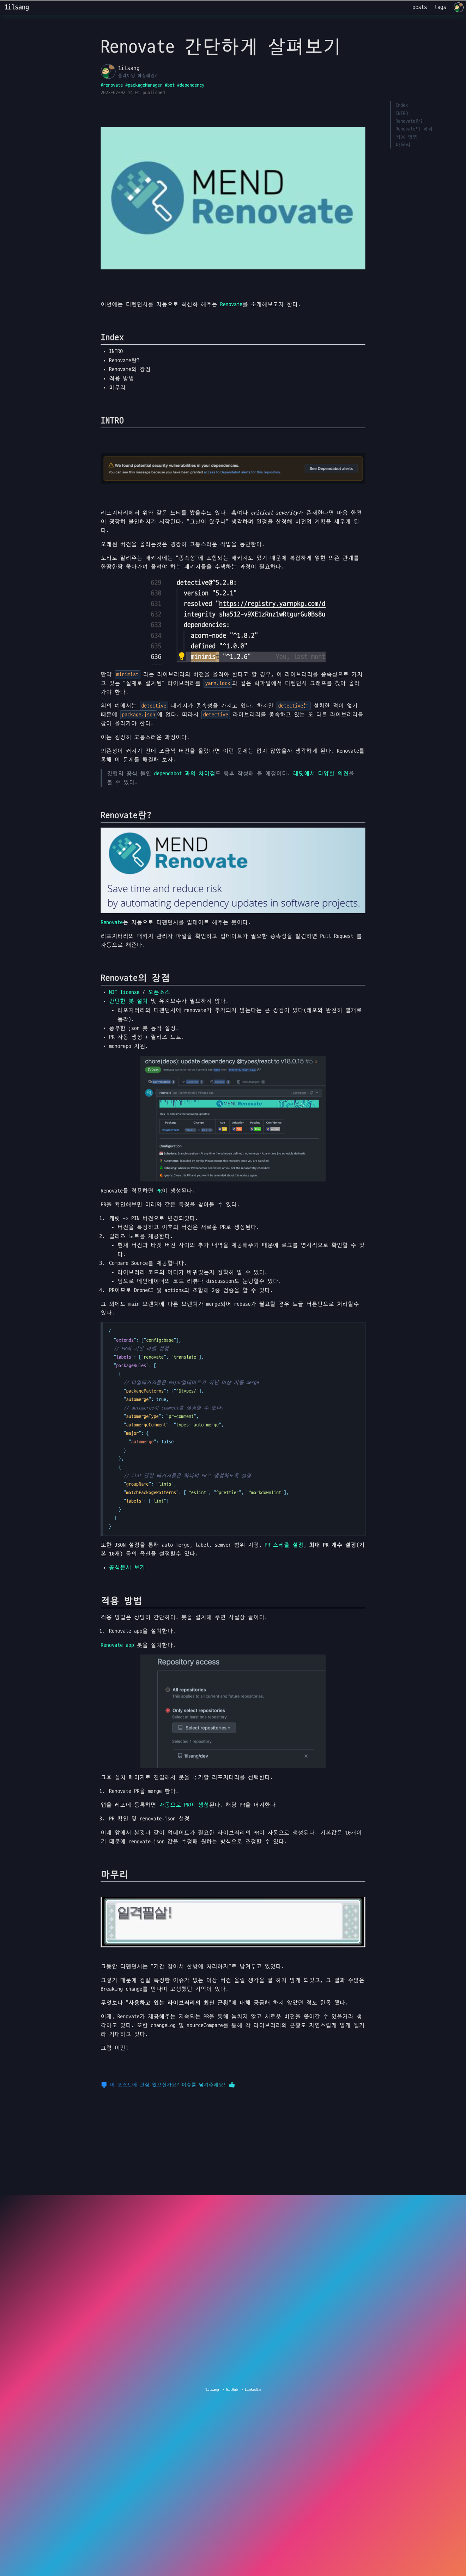 1ilsang
posts
tags
Renovate 간단하게 살펴보기
1ilsang
#renovate #packageManager #bot #dependency
published
Index
INTRO
Renovate란?
Renovate의 장점
적용 방법
마무리
MEND
Renovate
이번에는 디펜던시를 자동으로 최신화 해주는 Renovate를 소개해보고자 한다.
Index
INTRO
Renovate란?
Renovate의 장점
적용 방법
마무리
INTRO
We found potential security vulnerabilities in your dependencies.
You can see this message because you have been granted access to Dependabot alerts for this repository.
See Dependabot alerts
리포지터리에서 위와 같은 노티를 봤을수도 있다. 혹여나 critical severity가 존재한다면 마음 한켠
이 굉장히 불안해지기 시작한다. "그날이 왔구나" 생각하며 일정을 산정해 버전업 계획을 세우게 된
다.
오래된 버전을 올리는것은 굉장히 고통스러운 작업을 동반한다.
노티로 알려주는 패키지에는 "종속성"에 포함되는 패키지도 있기 때문에 복잡하게 얽힌 의존 관계를
한땀한땀 쫓아가며 올려야 하는 패키지들을 수색하는 과정이 필요하다.
629 detective@^5.2.0:
630 version "5.2.1"
631 resolved "https://registry.yarnpkg.com/d
632 integrity sha512-v9XE1zRnz1wRtgurGu0Bs8u
633 dependencies:
634 acorn-node "^1.8.2"
635 defined "^1.0.0"
636 minimist "^1.2.6" You, last mont
만약 minimist 라는 라이브러리의 버전을 올려야 한다고 할 경우, 이 라이브러리를 종속성으로 가지
고 있는 "실제로 설치된" 라이브러리를 yarn.lock과 같은 락파일에서 디펜던시 그래프를 찾아 올라
가야 한다.
위의 예에서는 detective 패키지가 종속성을 가지고 있다. 하지만 detective는 설치한 적이 없기
때문에 package.json에 없다. 따라서 detective 라이브러리를 종속하고 있는 또 다른 라이브러리를
찾아 올라가야 한다.
이는 굉장히 고통스러운 과정이다.
의존성이 커지기 전에 조금씩 버전을 올렸다면 이런 문제는 없지 않았을까 생각하게 된다. Renovate를
통해 이 문제를 해결해 보자.
깃헙의 공식 툴인 dependabot 과의 차이점도 향후 작성해 볼 예정이다. 레딧에서 다양한 의견을
볼 수 있다.
Renovate란?
MEND
Renovate
Save time and reduce risk
by automating dependency updates in software projects.
Renovate는 자동으로 디펜던시를 업데이트 해주는 봇이다.
리포지터리의 패키지 관리자 파일을 확인하고 업데이트가 필요한 종속성을 발견하면 Pull Request 를
자동으로 해준다.
Renovate의 장점
MIT license / 오픈소스
간단한 봇 설치 및 유지보수가 필요하지 않다.
리포지터리의 디펜던시에 renovate가 추가되지 않는다는 큰 장점이 있다(레포와 완전히 별개로
동작).
풍부한 json 봇 동작 설정.
PR 자동 생성 + 릴리즈 노트.
monorepo 지원.
chore(deps): update dependency @types/react to v18.0.15 #5
MEND Renovate
Configuration
Renovate를 적용하면 PR이 생성된다.
PR을 확인해보면 아래와 같은 특징을 찾아볼 수 있다.
1. 캐럿 -> PIN 버전으로 변경되었다.
버전을 특정하고 이후의 버전은 새로운 PR로 생성된다.
2. 릴리즈 노트를 제공한다.
현재 버전과 타겟 버전 사이의 추가 내역을 제공해주기 때문에 로그를 명시적으로 확인할 수 있
다.
3. Compare Source를 제공합니다.
라이브러리 코드의 어디가 바뀌었는지 정확히 알 수 있다.
덤으로 메인테이너의 코드 리뷰나 discussion도 눈팅할수 있다.
4. PR이므로 DroneCI 및 actions와 조합해 2중 검증을 할 수 있다.
그 외에도 main 브랜치에 다른 브랜치가 merge되어 rebase가 필요할 경우 토글 버튼만으로 처리할수
있다.
{
"extends": ["config:base"],
// PR의 기본 라벨 설정
"labels": ["renovate", "translate"],
"packageRules": [
{
// 타입패키지들은 major업데이트가 아닌 이상 자동 merge
"packagePatterns": ["^@types/"],
"automerge": true,
// automerge시 comment를 설정할 수 있다.
"automergeType": "pr-comment",
"automergeComment": "types: auto merge",
"major": {
"automerge": false
}
},
{
// lint 관련 패키지들은 하나의 PR로 생성되도록 설정
"groupName": "lints",
"matchPackagePatterns": ["^eslint", "^prettier", "^markdownlint"],
"labels": ["lint"]
}
]
}
또한 JSON 설정을 통해 auto merge, label, semver 범위 지정, PR 스케줄 설정, 최대 PR 개수 설정(기
본 10개) 등의 옵션을 설정할수 있다.
공식문서 보기
적용 방법
적용 방법은 상당히 간단하다. 봇을 설치해 주면 사실상 끝이다.
1. Renovate app을 설치한다.
Renovate app 봇을 설치한다.
Repository access
All repositories
This applies to all current and future repositories.
Only select repositories
Select at least one repository.
Select repositories
Selected 1 repository.
1ilsang/dev
그후 설치 페이지로 진입해서 봇을 추가할 리포지터리를 선택한다.
1. Renovate PR을 merge 한다.
앱을 레포에 등록하면 자동으로 PR이 생성된다. 해당 PR을 머지한다.
3. PR 확인 및 renovate.json 설정
이제 앞에서 본것과 같이 업데이트가 필요한 라이브러리의 PR이 자동으로 생성된다. 기본값은 10개이
기 때문에 renovate.json 값을 수정해 원하는 방식으로 조정할 수 있다.
마무리
일격필살!
그동안 디펜던시는 "기간 잡아서 한방에 처리하자"로 남겨두고 있었다.
그렇기 때문에 정말 특정한 이슈가 없는 이상 버전 올릴 생각을 잘 하지 않게 되었고, 그 결과 수많은
Breaking change를 만나며 고생했던 기억이 있다.
무엇보다 "사용하고 있는 라이브러리의 최신 근황"에 대해 궁금해 하지 않았던 점도 한몫 했다.
이제, Renovate가 제공해주는 지속되는 PR을 통해 놓치지 않고 새로운 버전을 쫓아갈 수 있을거라 생
각하고 있다. 또한 changeLog 및 sourceCompare를 통해 각 라이브러리의 근황도 자연스럽게 알게 될거
라 기대하고 있다.
그럼 이만!
이 포스트에 관심 있으신가요? 이슈를 남겨주세요!
1ilsang
GitHub
LinkedIn